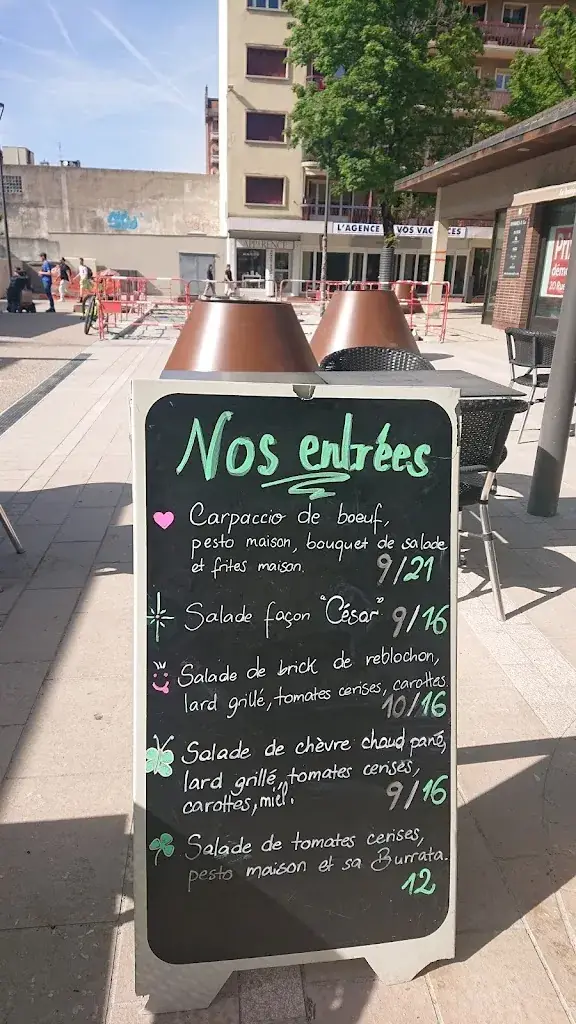 L'AGENCE VOS VACANCES
APPARENCE
Nos entrées
Carpaccio de boeuf,
pesto maison, bouquet de salade
et frites maison.
9/21
Salade façon "César" 9/16
Salade de brick de reblochon,
lard grillé, tomates cerises, carottes.
10/16
Salade de chèvre chaud pané,
lard grillé, tomates cerises,
carottes, miel.
9/16
Salade de tomates cerises,
pesto maison et sa Burrata.
12